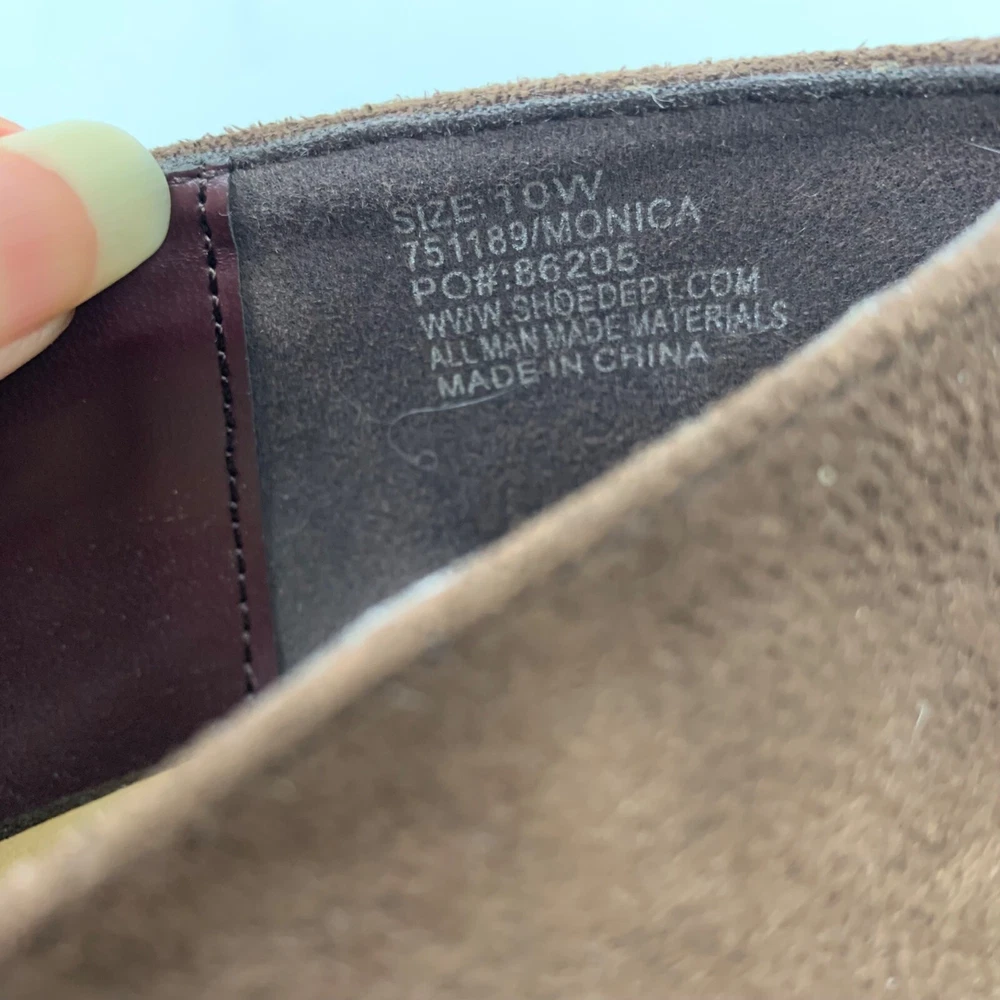 SIZE: 10W
751189/MONICA
PO#:86205
WWW.SHOEDEPT.COM
ALL MAN MADE MATERIALS
MADE IN CHINA